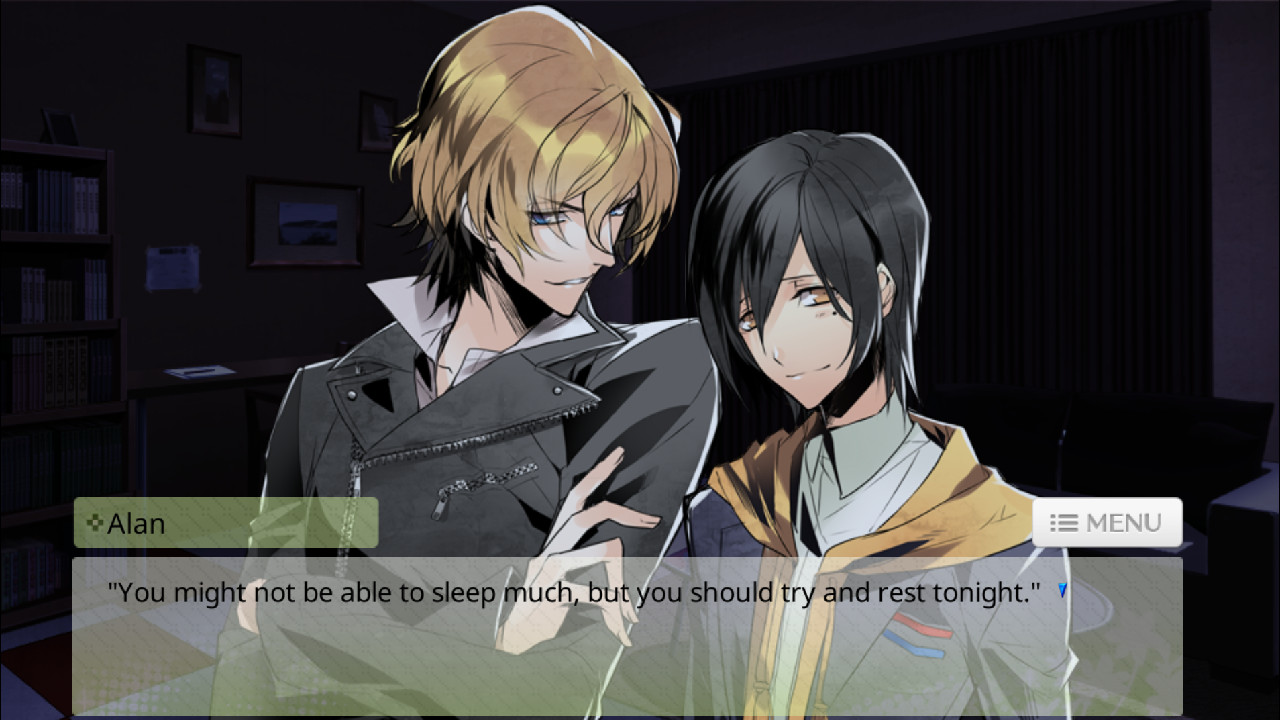 Alan
MENU
"You might not be able to sleep much, but you should try and rest tonight."